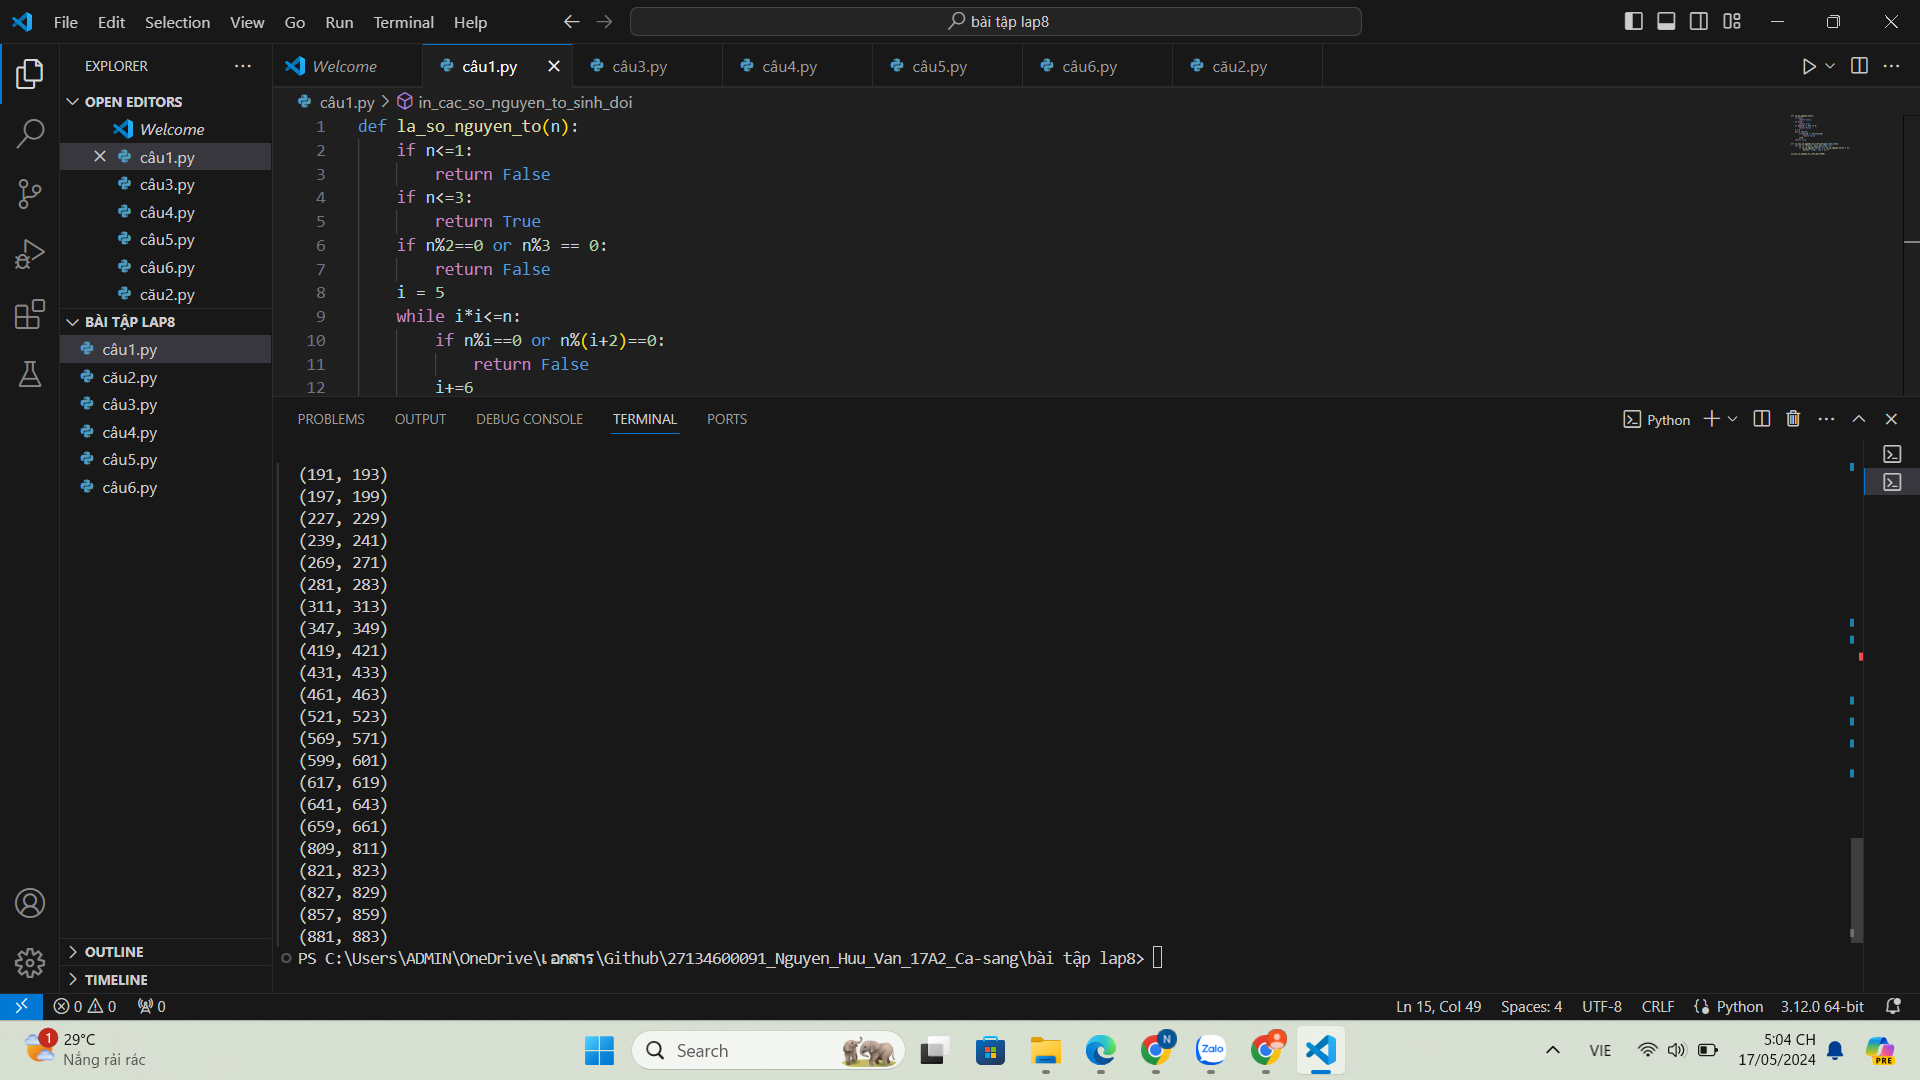 File Edit Selection View Go Run Terminal Help
bài tập lap8
EXPLORER
OPEN EDITORS
Welcome
câu1.py
câu3.py
câu4.py
câu5.py
câu6.py
cău2.py
BÀI TẬP LAP8
câu1.py
cău2.py
câu3.py
câu4.py
câu5.py
câu6.py
OUTLINE
TIMELINE
Welcome câu1.py câu3.py câu4.py câu5.py câu6.py cău2.py
câu1.py > in_cac_so_nguyen_to_sinh_doi
1 def la_so_nguyen_to(n):
2 if n<=1:
3 return False
4 if n<=3:
5 return True
6 if n%2==0 or n%3 == 0:
7 return False
8 i = 5
9 while i*i<=n:
10 if n%i==0 or n%(i+2)==0:
11 return False
12 i+=6
PROBLEMS OUTPUT DEBUG CONSOLE TERMINAL PORTS
Python
(191, 193)
(197, 199)
(227, 229)
(239, 241)
(269, 271)
(281, 283)
(311, 313)
(347, 349)
(419, 421)
(431, 433)
(461, 463)
(521, 523)
(569, 571)
(599, 601)
(617, 619)
(641, 643)
(659, 661)
(809, 811)
(821, 823)
(827, 829)
(857, 859)
(881, 883)
PS C:\Users\ADMIN\OneDrive\เอกสาร\Github\27134600091_Nguyen_Huu_Van_17A2_Ca-sang\bài tập lap8>
0 0 0
Ln 15, Col 49 Spaces: 4 UTF-8 CRLF Python 3.12.0 64-bit
1
29°C
Nắng rải rác
Search
N
Zalo
VIE
5:04 CH
17/05/2024
PRE